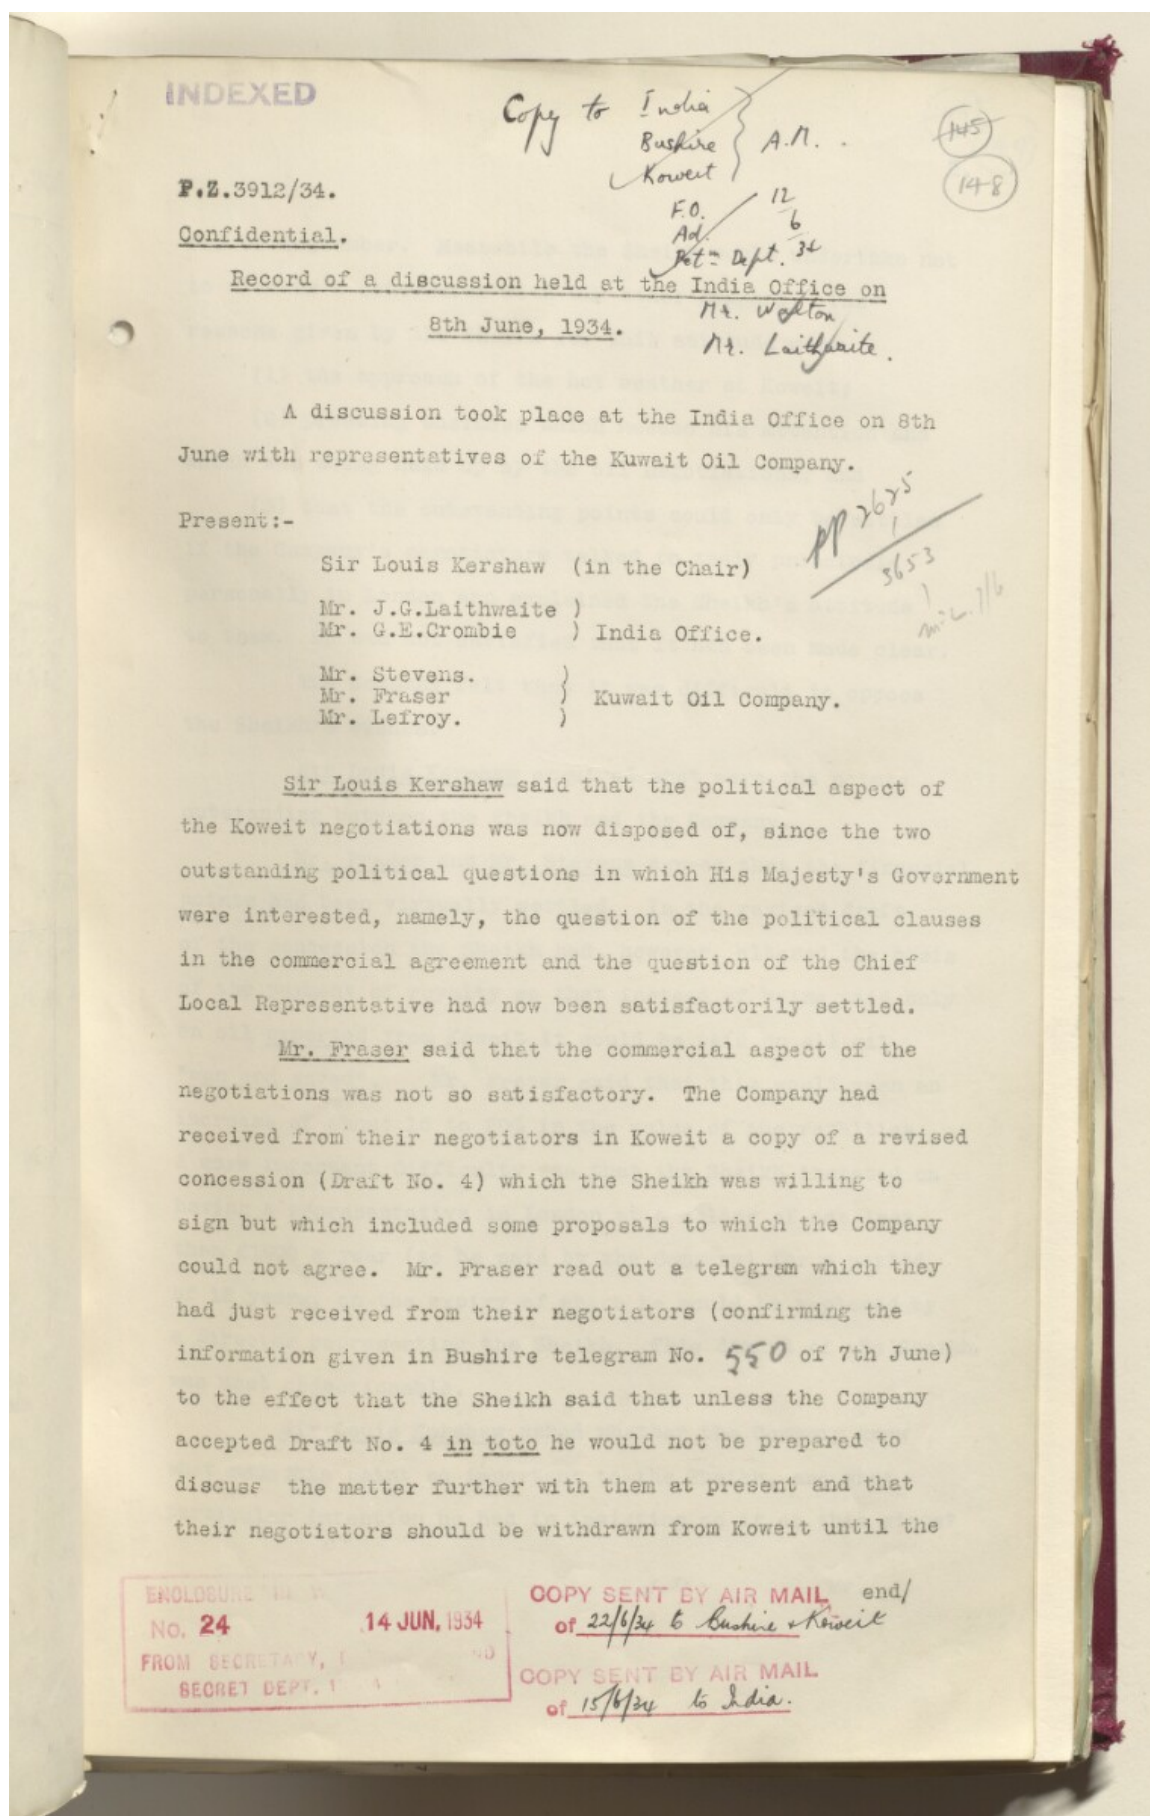 INDEXED
Copy to India
Bushire
Koweit
A.M.
145
148
P.Z.3912/34.
F.O.
Ad.
Pet= Dept.
12
6
34
Confidential.
Record of a discussion held at the India Office on
8th June, 1934.
Mr. Walton
Mr. Laithwaite.
A discussion took place at the India Office on 8th
June with representatives of the Kuwait Oil Company.
PP 2625
3653
Present:-
Sir Louis Kershaw (in the Chair)
Mr. J.G.Laithwaite )
Mr. G.E.Crombie ) India Office.
Mr. Stevens. )
Mr. Fraser ) Kuwait Oil Company.
Mr. Lefroy. )
Sir Louis Kershaw said that the political aspect of
the Koweit negotiations was now disposed of, since the two
outstanding political questions in which His Majesty's Government
were interested, namely, the question of the political clauses
in the commercial agreement and the question of the Chief
Local Representative had now been satisfactorily settled.
Mr. Fraser said that the commercial aspect of the
negotiations was not so satisfactory. The Company had
received from their negotiators in Koweit a copy of a revised
concession (Draft No. 4) which the Sheikh was willing to
sign but which included some proposals to which the Company
could not agree. Mr. Fraser read out a telegram which they
had just received from their negotiators (confirming the
information given in Bushire telegram No. 550 of 7th June)
to the effect that the Sheikh said that unless the Company
accepted Draft No. 4 in toto he would not be prepared to
discuss the matter further with them at present and that
their negotiators should be withdrawn from Koweit until the
end/
ENCLOSURE IN
No. 24 14 JUN. 1934
FROM SECRETARY,
SECRET DEPT.
COPY SENT BY AIR MAIL
of 22/6/34 to Bushire & Koweit
COPY SENT BY AIR MAIL
of 15/6/34 to India.